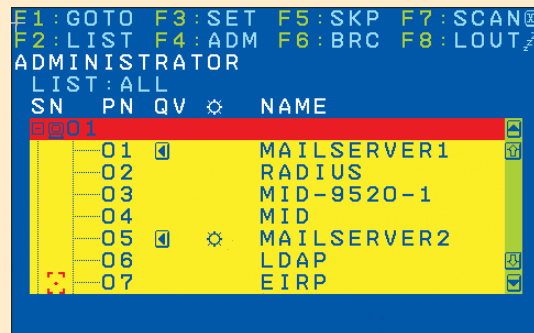 F1:GOTO F3:SET F5:SKP F7:SCAN
F2:LIST F4:ADM F6:BRC F8:LOUT
ADMINISTRATOR
LIST:ALL
SN PN QV NAME
01
01 MAILSERVER1
02 RADIUS
03 MID-9520-1
04 MID
05 MAILSERVER2
06 LDAP
07 EIRP